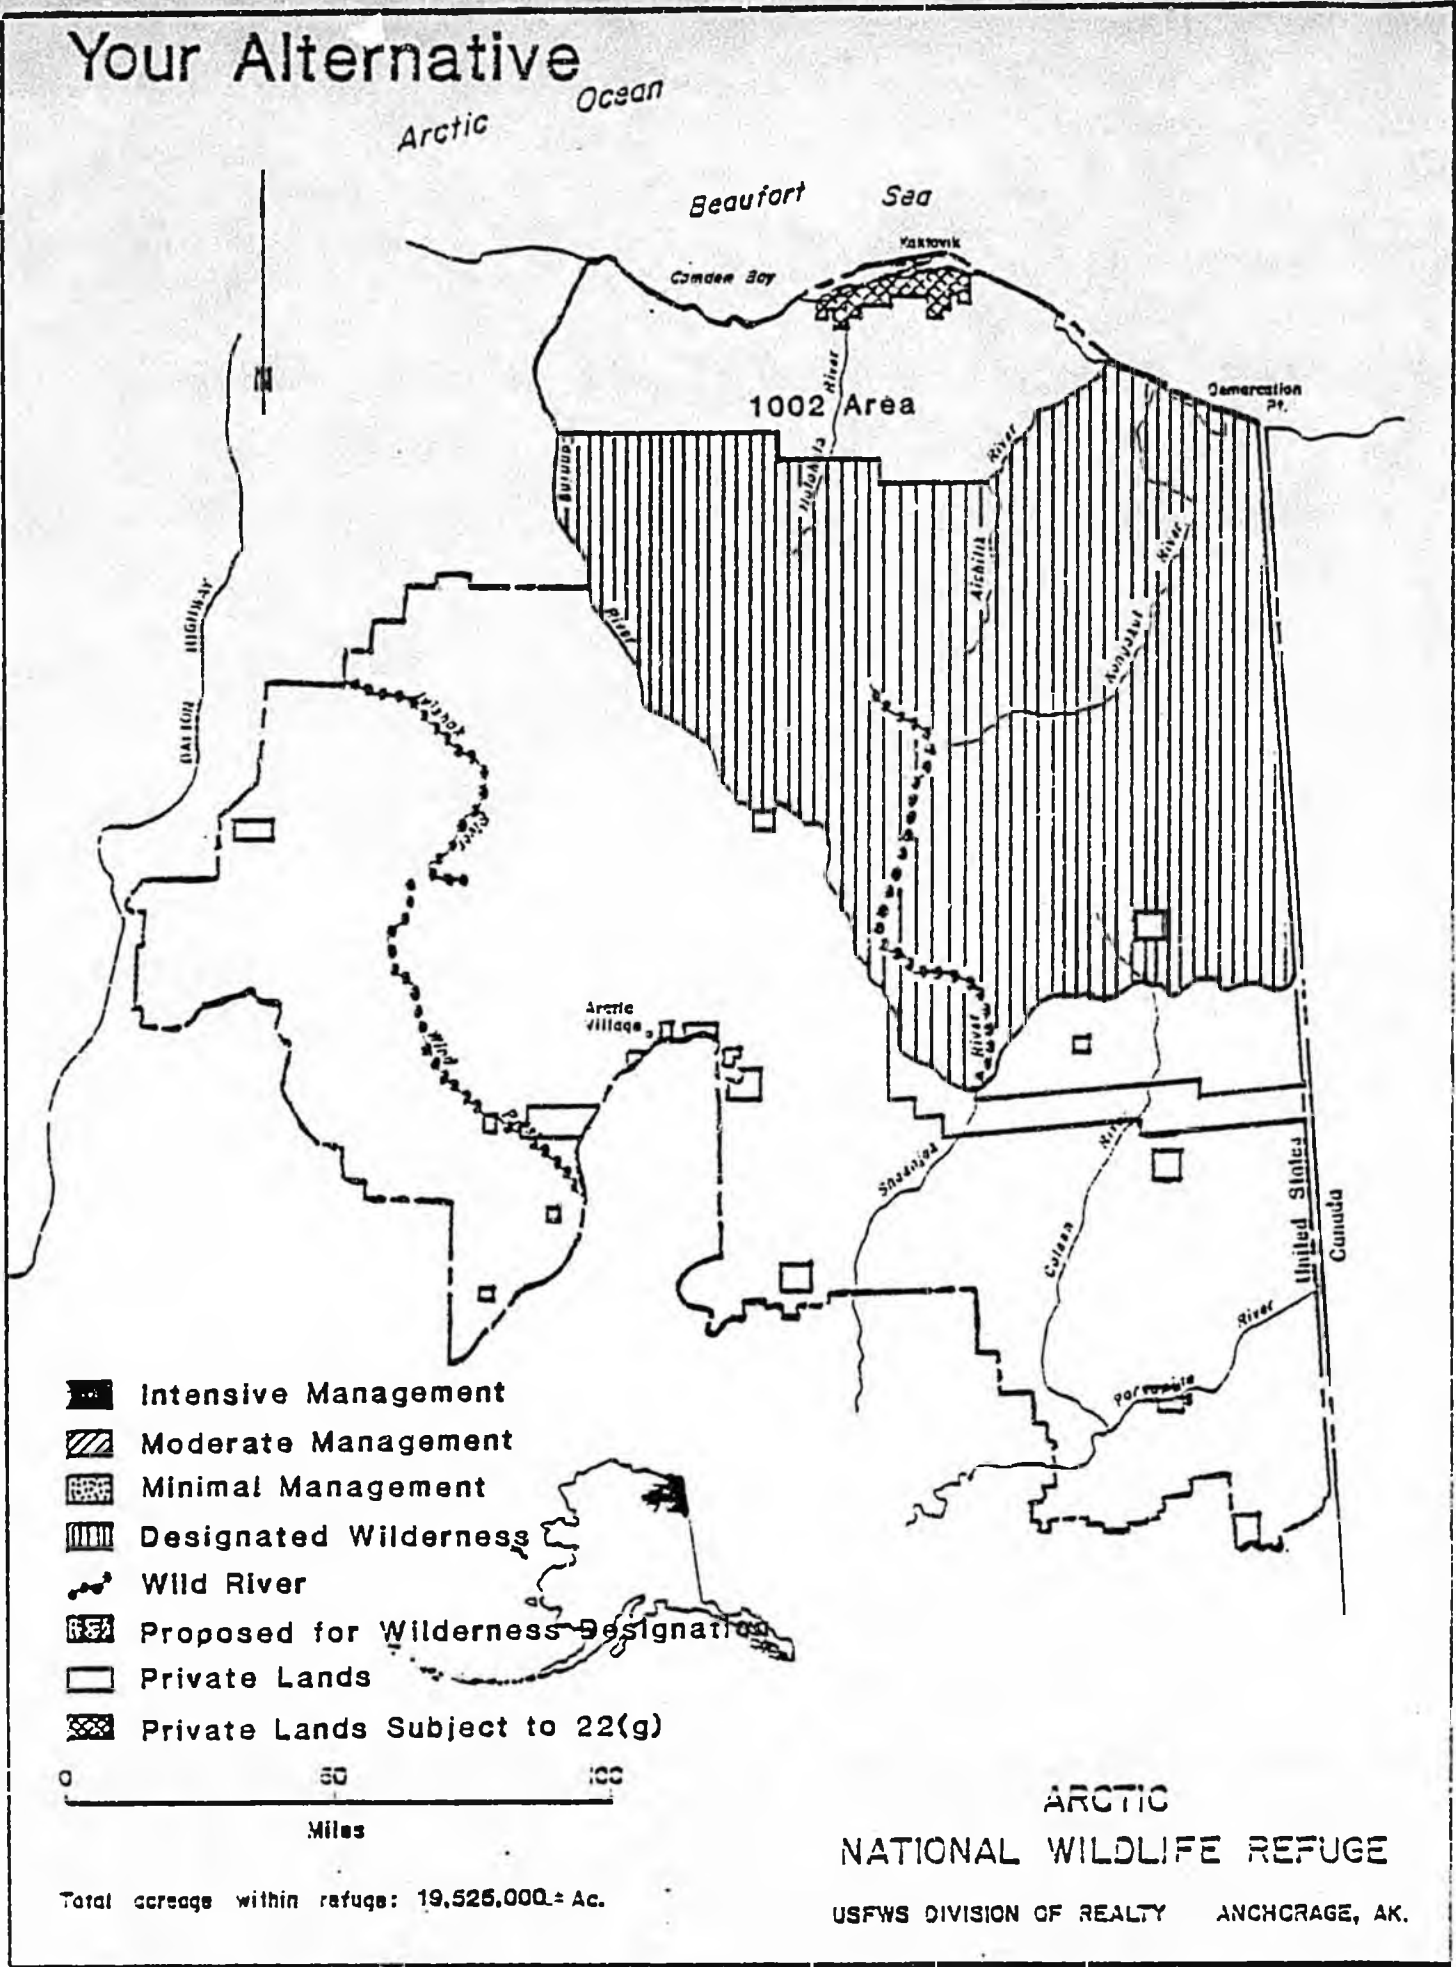 Your Alternative
Arctic Ocean
Beaufort Sea
Kaktovik
Camden Bay
Demarcation
Pt.
River
1002 Area
River
Aichilik
River
Kongakut
River
HIGHWAY
DALTON
Arctic
Village
River
Wind
Sheenjek
Coleen
River
United States
Canada
Intensive Management
Moderate Management
Minimal Management
Designated Wilderness
Wild River
Proposed for Wilderness Designation
Private Lands
Private Lands Subject to 22(g)
0 50 100
Miles
ARCTIC
NATIONAL WILDLIFE REFUGE
Total acreage within refuge: 19,525,000 ± Ac.
USFWS DIVISION OF REALTY ANCHORAGE, AK.